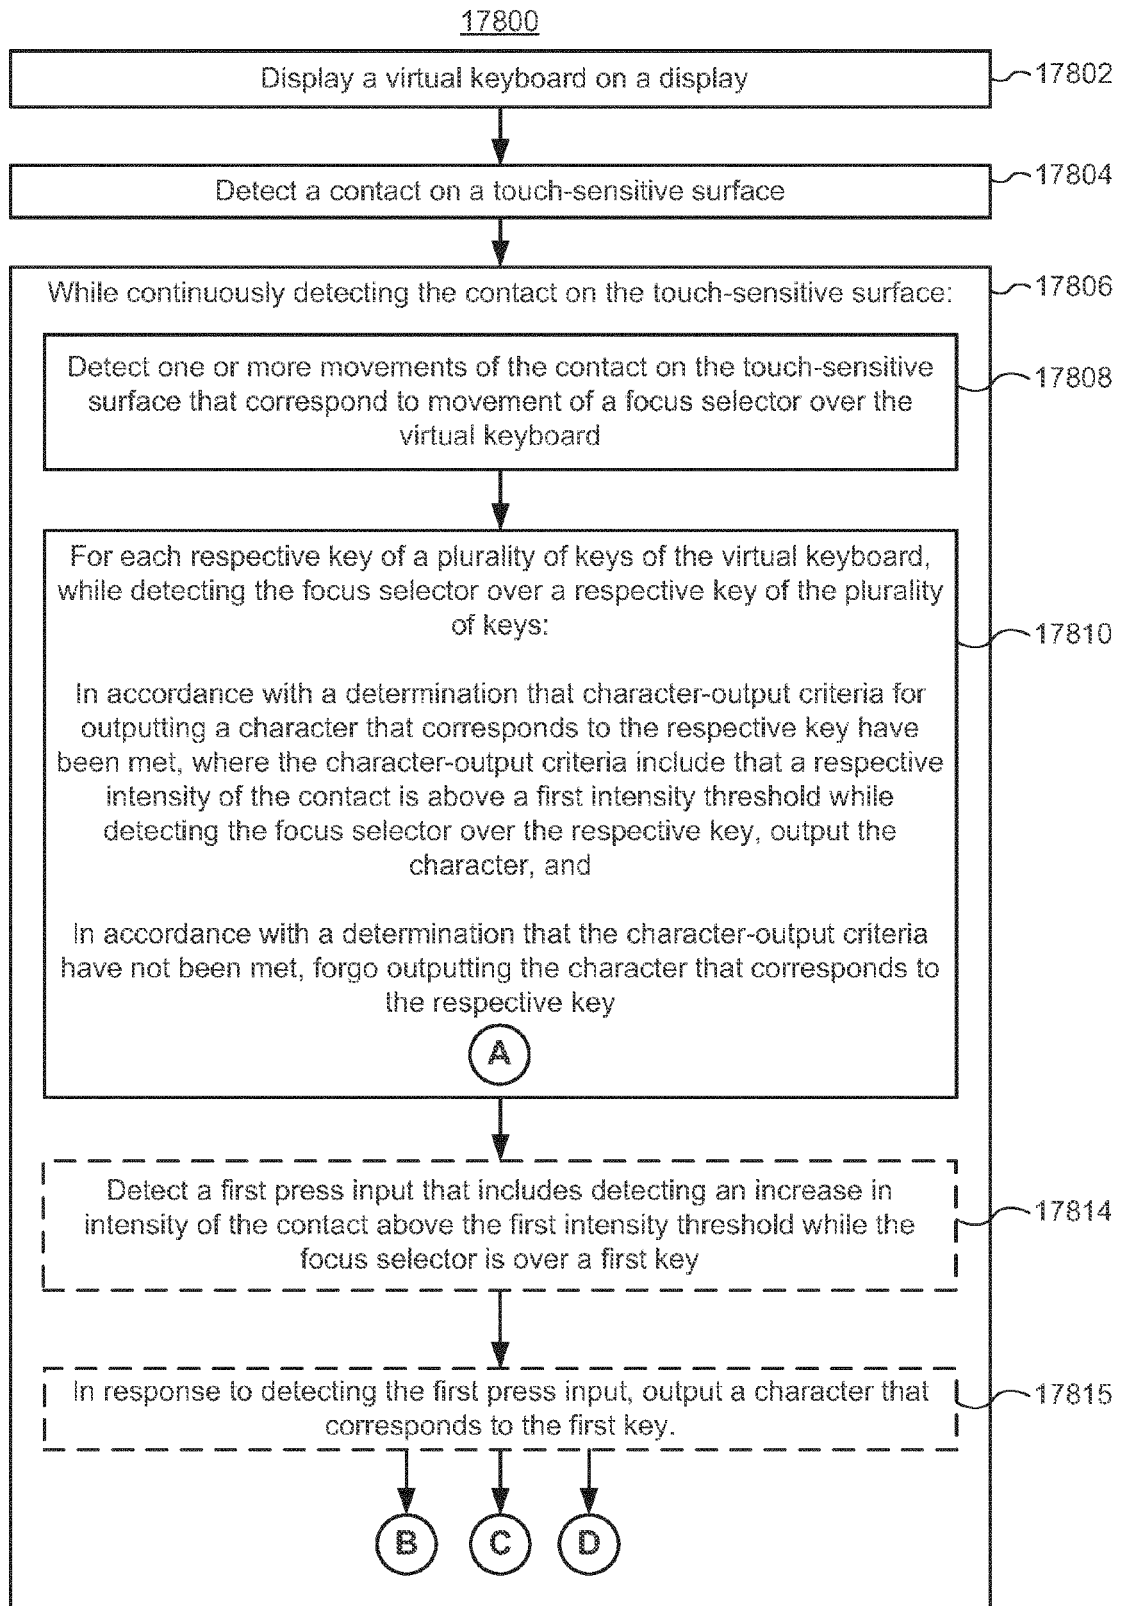 17800
Display a virtual keyboard on a display
17802
Detect a contact on a touch-sensitive surface
17804
While continuously detecting the contact on the touch-sensitive surface:
17806
Detect one or more movements of the contact on the touch-sensitive
surface that correspond to movement of a focus selector over the
virtual keyboard
17808
For each respective key of a plurality of keys of the virtual keyboard,
while detecting the focus selector over a respective key of the plurality
of keys:
17810
In accordance with a determination that character-output criteria for
outputting a character that corresponds to the respective key have
been met, where the character-output criteria include that a respective
intensity of the contact is above a first intensity threshold while
detecting the focus selector over the respective key, output the
character, and
In accordance with a determination that the character-output criteria
have not been met, forgo outputting the character that corresponds to
the respective key
A
Detect a first press input that includes detecting an increase in
intensity of the contact above the first intensity threshold while the
focus selector is over a first key
17814
In response to detecting the first press input, output a character that
corresponds to the first key.
17815
B C D